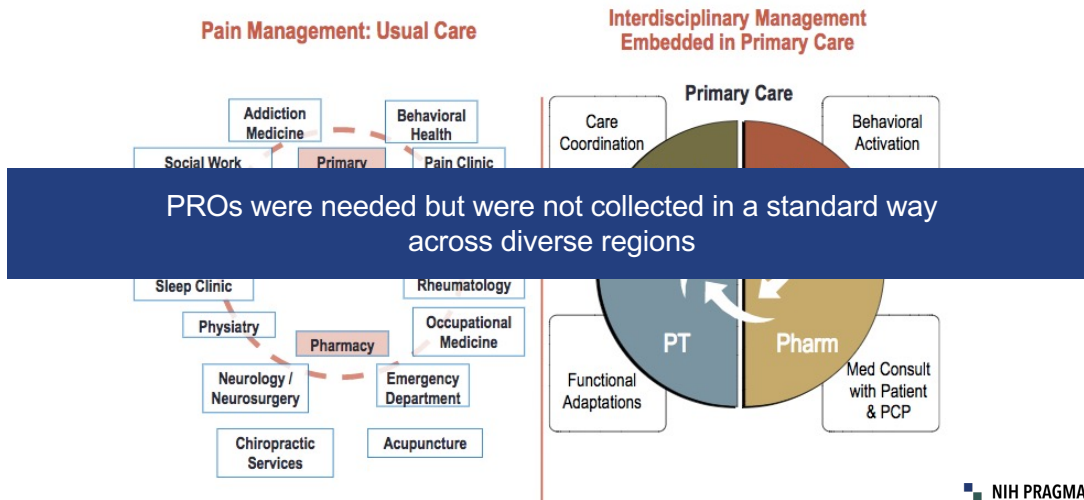 Pain Management: Usual Care
Addiction
Medicine
Behavioral
Health
Social Work
Primary
Pain Clinic
Sleep Clinic
Rheumatology
Physiatry
Pharmacy
Occupational
Medicine
Neurology /
Neurosurgery
Emergency
Department
Chiropractic
Services
Acupuncture
Interdisciplinary Management
Embedded in Primary Care
Primary Care
Care
Coordination
Behavioral
Activation
PT
Pharm
Functional
Adaptations
Med Consult
with Patient
& PCP
PROs were needed but were not collected in a standard way
across diverse regions
NIH PRAGMA